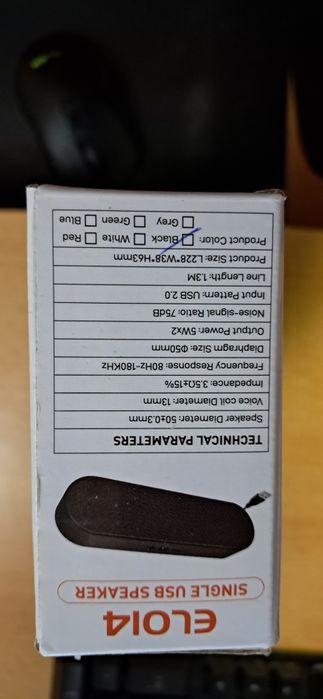 ELO14
SINGLE USB SPEAKER
TECHNICAL PARAMETERS
Speaker Diameter: 50±0.3mm
Voice coil Diameter: 13mm
Impedance: 3.5Ω±15%
Frequency Response: 80Hz-180KHz
Diaphragm Size: Φ50mm
Output Power: 5Wx2
Noise-signal Ratio: 75dB
Input Pattern: USB 2.0
Line Length: 1.3M
Product Size: L228*W38*H63mm
Product Color: Black White Red
Grey Green Blue